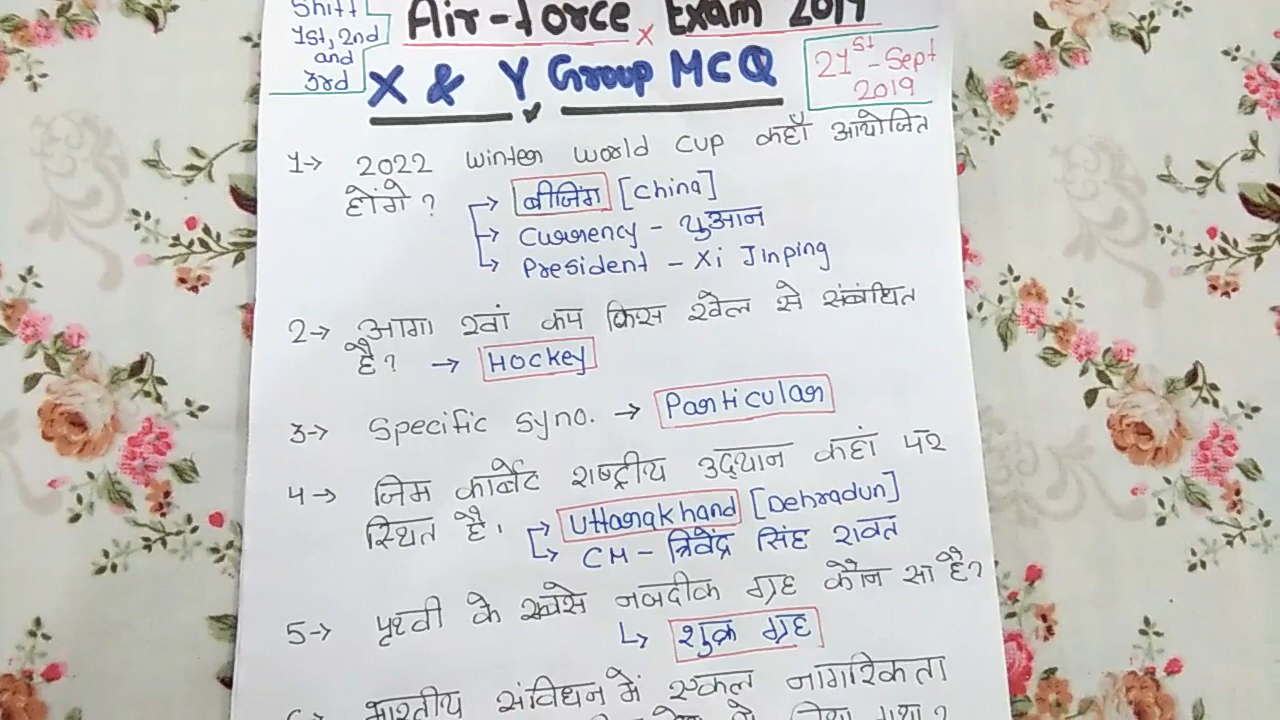 Shift
1st, 2nd
and
3rd
Air-force x Exam 2019
X & Y Group MCQ
21st-Sept
2019
1→ 2022 winter world cup कहाँ आयोजित
होंगे? → बीजिंग [China]
→ Currency - युआन
→ President - Xi Jinping
2→ आगा खां कप किस खेल से संबंधित
है? → Hockey
3→ Specific syno. → Particular
4→ जिम कार्बेट राष्ट्रीय उद्‌यान कहां पर
स्थित है। → Uttarakhand [Dehradun]
→ CM - त्रिवेंद्र सिंह रावत
5→ पृथ्वी के सबसे नजदीक ग्रह कौन सा है?
↳ शुक्र ग्रह
6→ भारतीय संविधन में एकल नागरिकता